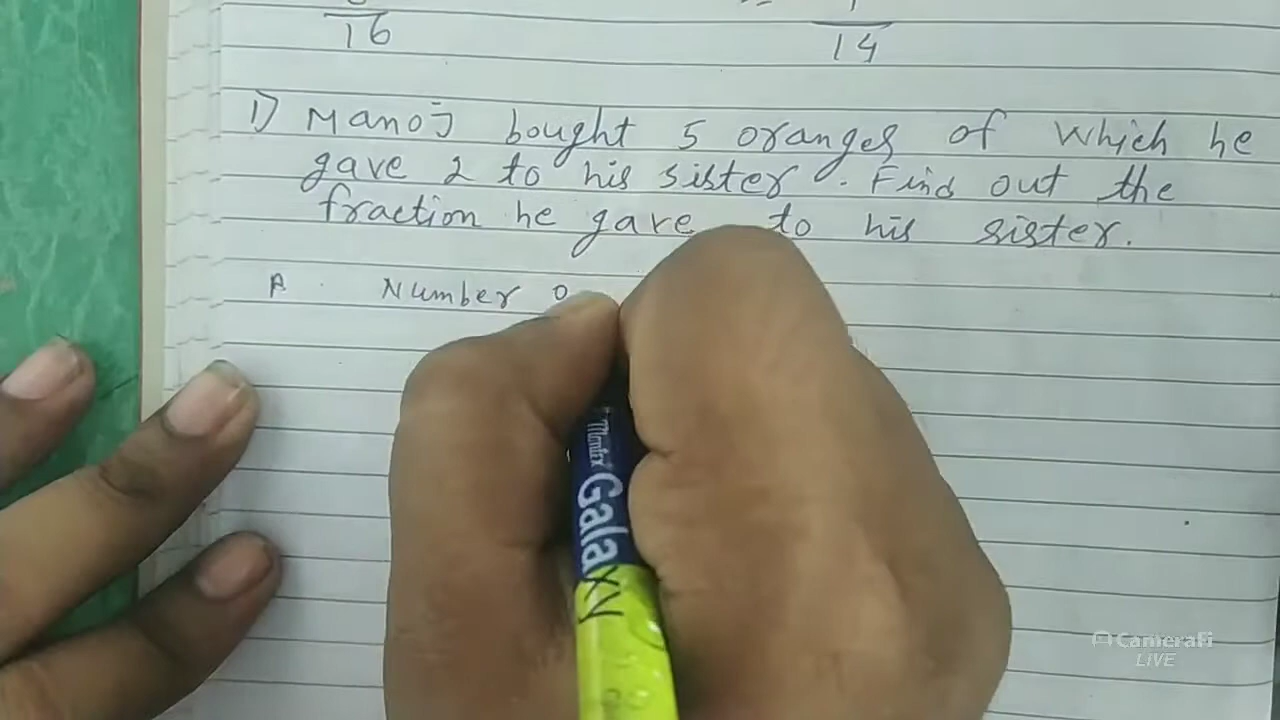 16
14
1) Manoj bought 5 oranges of which he
gave 2 to his sister. Find out the
fraction he gave to his sister.
A. Number o
Galaxy
Camerafi
LiVE